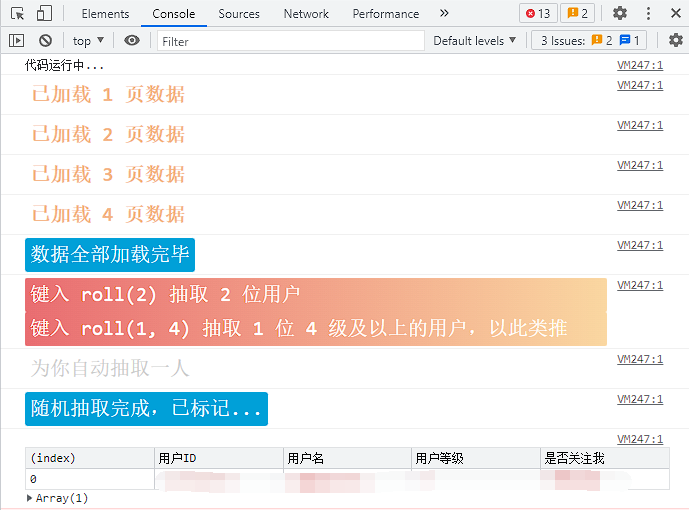 Elements Console Sources Network Performance » 13 2
top Filter Default levels 3 Issues: 2 1
代码运行中... VM247:1
已加载 1 页数据 VM247:1
已加载 2 页数据 VM247:1
已加载 3 页数据 VM247:1
已加载 4 页数据 VM247:1
数据全部加载完毕 VM247:1
键入 roll(2) 抽取 2 位用户 VM247:1
键入 roll(1, 4) 抽取 1 位 4 级及以上的用户，以此类推
为你自动抽取一人 VM247:1
随机抽取完成，已标记... VM247:1
VM247:1
(index) 用户ID 用户名 用户等级 是否关注我
0
Array(1)